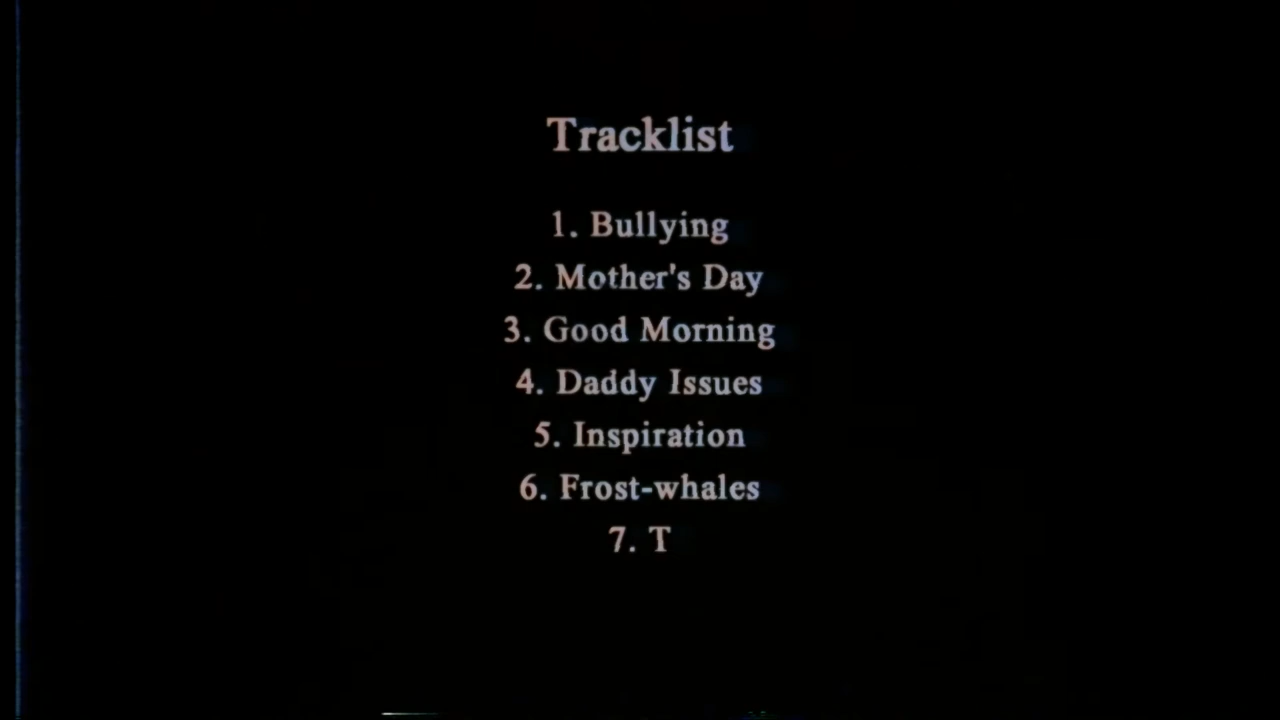 Tracklist
1. Bullying
2. Mother's Day
3. Good Morning
4. Daddy Issues
5. Inspiration
6. Frost-whales
7. T